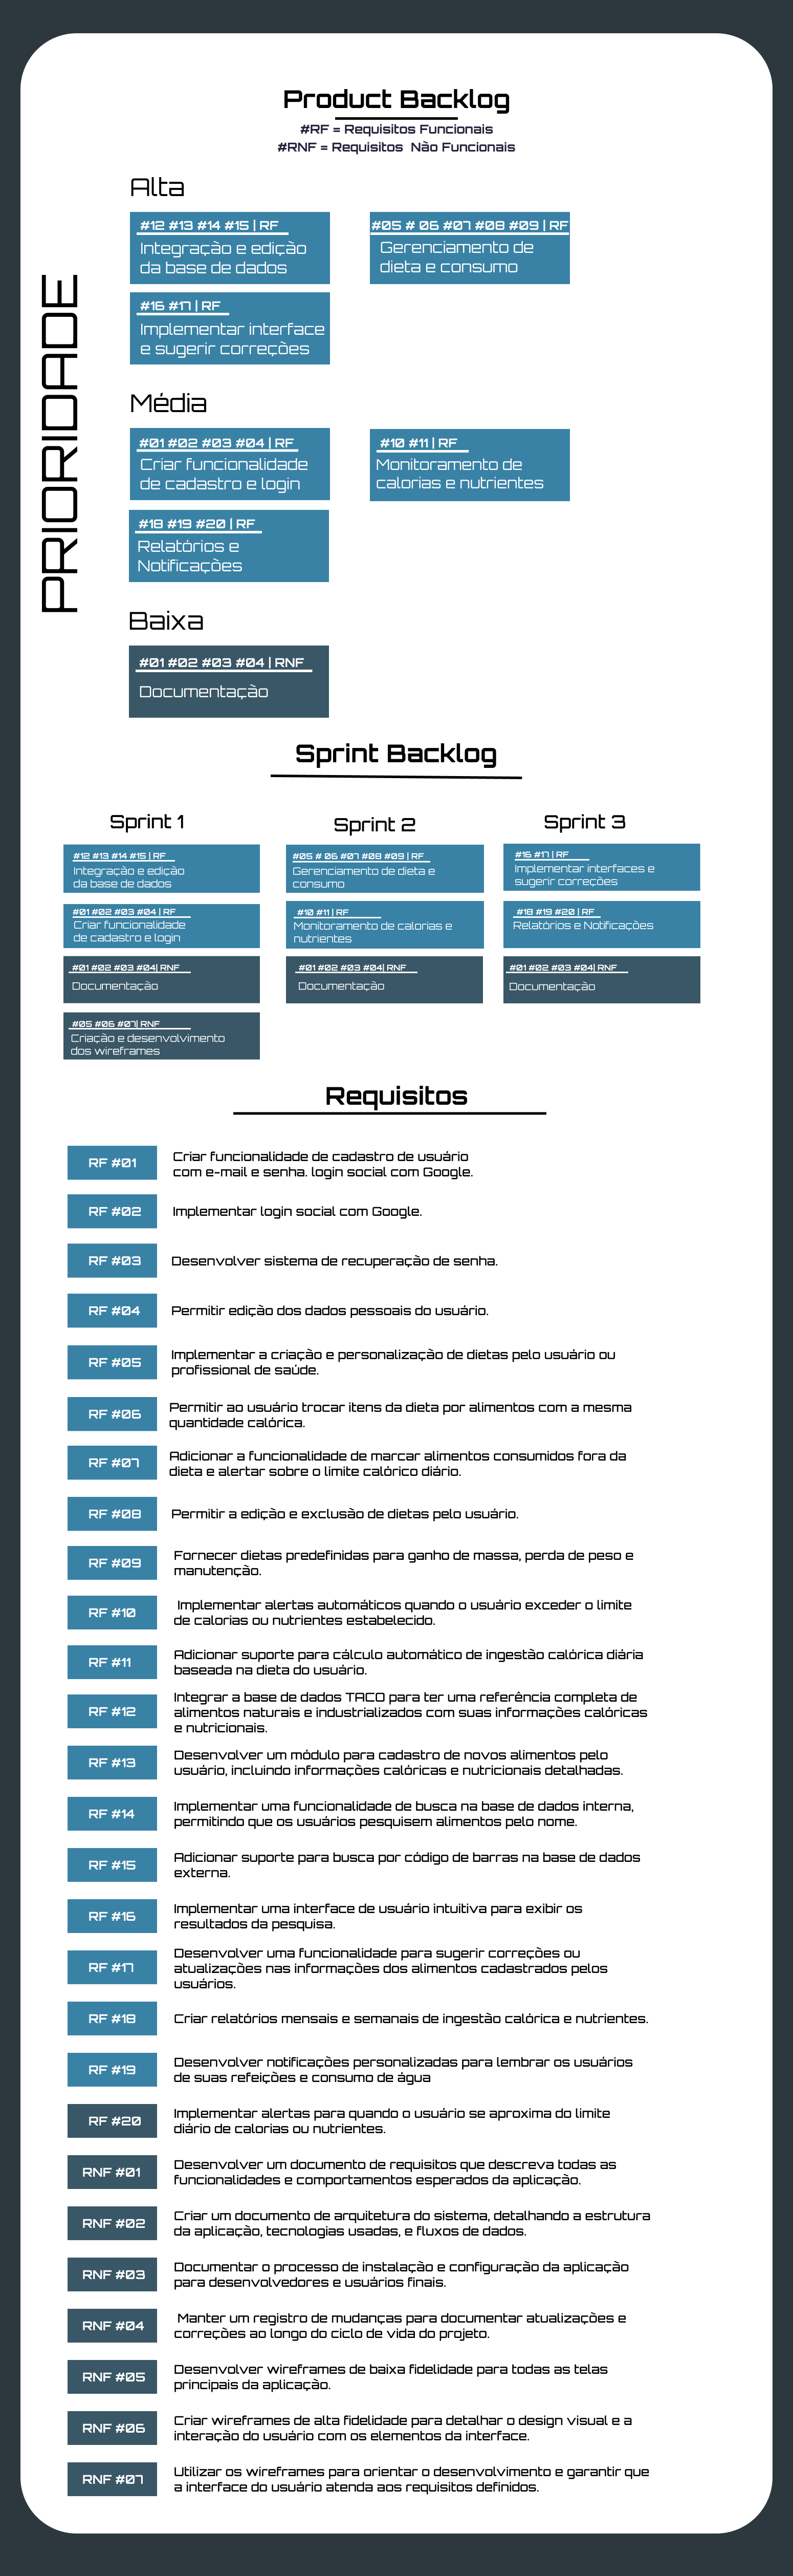 Product Backlog
#RF = Requisitos Funcionais
#RNF = Requisitos Não Funcionais
PRIORIDADE
Alta
#12 #13 #14 #15 | RF
Integração e edição
da base de dados
#05 # 06 #07 #08 #09 | RF
Gerenciamento de
dieta e consumo
#16 #17 | RF
Implementar interface
e sugerir correções
Média
#01 #02 #03 #04 | RF
Criar funcionalidade
de cadastro e login
#10 #11 | RF
Monitoramento de
calorias e nutrientes
#18 #19 #20 | RF
Relatórios e
Notificações
Baixa
#01 #02 #03 #04 | RNF
Documentação
Sprint Backlog
Sprint 1
#12 #13 #14 #15 | RF
Integração e edição
da base de dados
#01 #02 #03 #04 | RF
Criar funcionalidade
de cadastro e login
#01 #02 #03 #04| RNF
Documentação
#05 #06 #07| RNF
Criação e desenvolvimento
dos wireframes
Sprint 2
#05 # 06 #07 #08 #09 | RF
Gerenciamento de dieta e
consumo
#10 #11 | RF
Monitoramento de calorias e
nutrientes
#01 #02 #03 #04| RNF
Documentação
Sprint 3
#16 #17 | RF
Implementar interfaces e
sugerir correções
#18 #19 #20 | RF
Relatórios e Notificações
#01 #02 #03 #04| RNF
Documentação
Requisitos
RF #01
Criar funcionalidade de cadastro de usuário
com e-mail e senha. login social com Google.
RF #02
Implementar login social com Google.
RF #03
Desenvolver sistema de recuperação de senha.
RF #04
Permitir edição dos dados pessoais do usuário.
RF #05
Implementar a criação e personalização de dietas pelo usuário ou
profissional de saúde.
RF #06
Permitir ao usuário trocar itens da dieta por alimentos com a mesma
quantidade calórica.
RF #07
Adicionar a funcionalidade de marcar alimentos consumidos fora da
dieta e alertar sobre o limite calórico diário.
RF #08
Permitir a edição e exclusão de dietas pelo usuário.
RF #09
Fornecer dietas predefinidas para ganho de massa, perda de peso e
manutenção.
RF #10
Implementar alertas automáticos quando o usuário exceder o limite
de calorias ou nutrientes estabelecido.
RF #11
Adicionar suporte para cálculo automático de ingestão calórica diária
baseada na dieta do usuário.
RF #12
Integrar a base de dados TACO para ter uma referência completa de
alimentos naturais e industrializados com suas informações calóricas
e nutricionais.
RF #13
Desenvolver um módulo para cadastro de novos alimentos pelo
usuário, incluindo informações calóricas e nutricionais detalhadas.
RF #14
Implementar uma funcionalidade de busca na base de dados interna,
permitindo que os usuários pesquisem alimentos pelo nome.
RF #15
Adicionar suporte para busca por código de barras na base de dados
externa.
RF #16
Implementar uma interface de usuário intuitiva para exibir os
resultados da pesquisa.
RF #17
Desenvolver uma funcionalidade para sugerir correções ou
atualizações nas informações dos alimentos cadastrados pelos
usuários.
RF #18
Criar relatórios mensais e semanais de ingestão calórica e nutrientes.
RF #19
Desenvolver notificações personalizadas para lembrar os usuários
de suas refeições e consumo de água
RF #20
Implementar alertas para quando o usuário se aproxima do limite
diário de calorias ou nutrientes.
RNF #01
Desenvolver um documento de requisitos que descreva todas as
funcionalidades e comportamentos esperados da aplicação.
RNF #02
Criar um documento de arquitetura do sistema, detalhando a estrutura
da aplicação, tecnologias usadas, e fluxos de dados.
RNF #03
Documentar o processo de instalação e configuração da aplicação
para desenvolvedores e usuários finais.
RNF #04
Manter um registro de mudanças para documentar atualizações e
correções ao longo do ciclo de vida do projeto.
RNF #05
Desenvolver wireframes de baixa fidelidade para todas as telas
principais da aplicação.
RNF #06
Criar wireframes de alta fidelidade para detalhar o design visual e a
interação do usuário com os elementos da interface.
RNF #07
Utilizar os wireframes para orientar o desenvolvimento e garantir que
a interface do usuário atenda aos requisitos definidos.